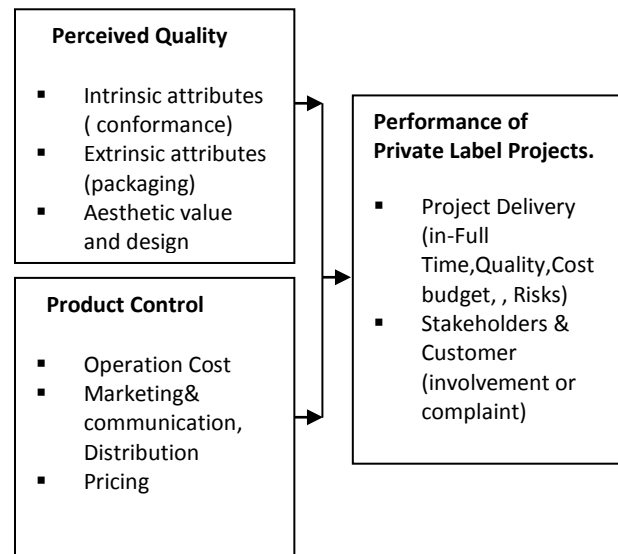 Perceived Quality
▪ Intrinsic attributes
( conformance)
▪ Extrinsic attributes
(packaging)
▪ Aesthetic value
and design
Product Control
▪ Operation Cost
▪ Marketing&
communication,
Distribution
▪ Pricing
Performance of
Private Label Projects.
▪ Project Delivery
(in-Full
Time,Quality,Cost
budget, , Risks)
▪ Stakeholders &
Customer
(involvement or
complaint)